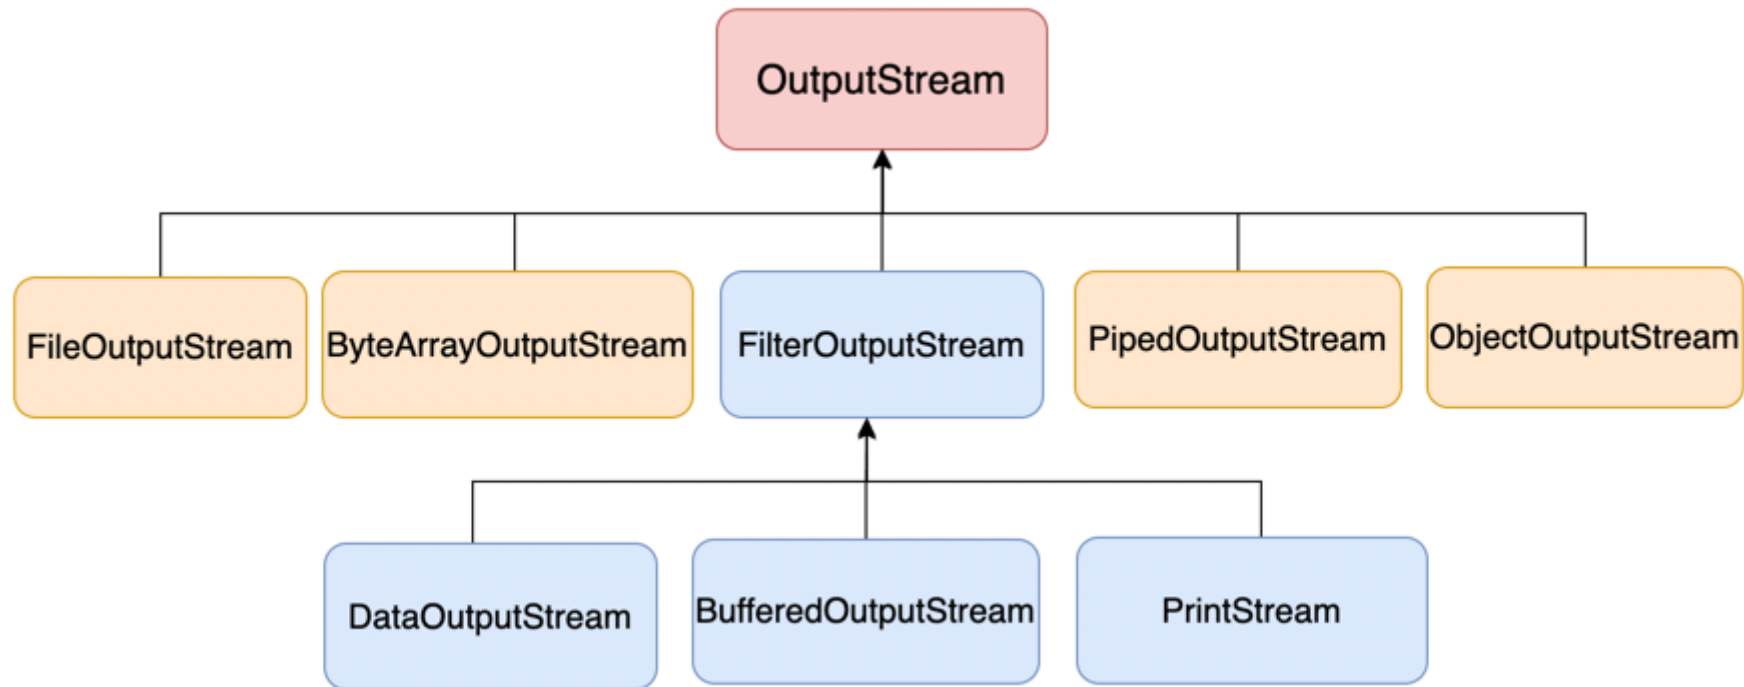 OutputStream
FileOutputStream
ByteArrayOutputStream
FilterOutputStream
PipedOutputStream
ObjectOutputStream
DataOutputStream
BufferedOutputStream
PrintStream